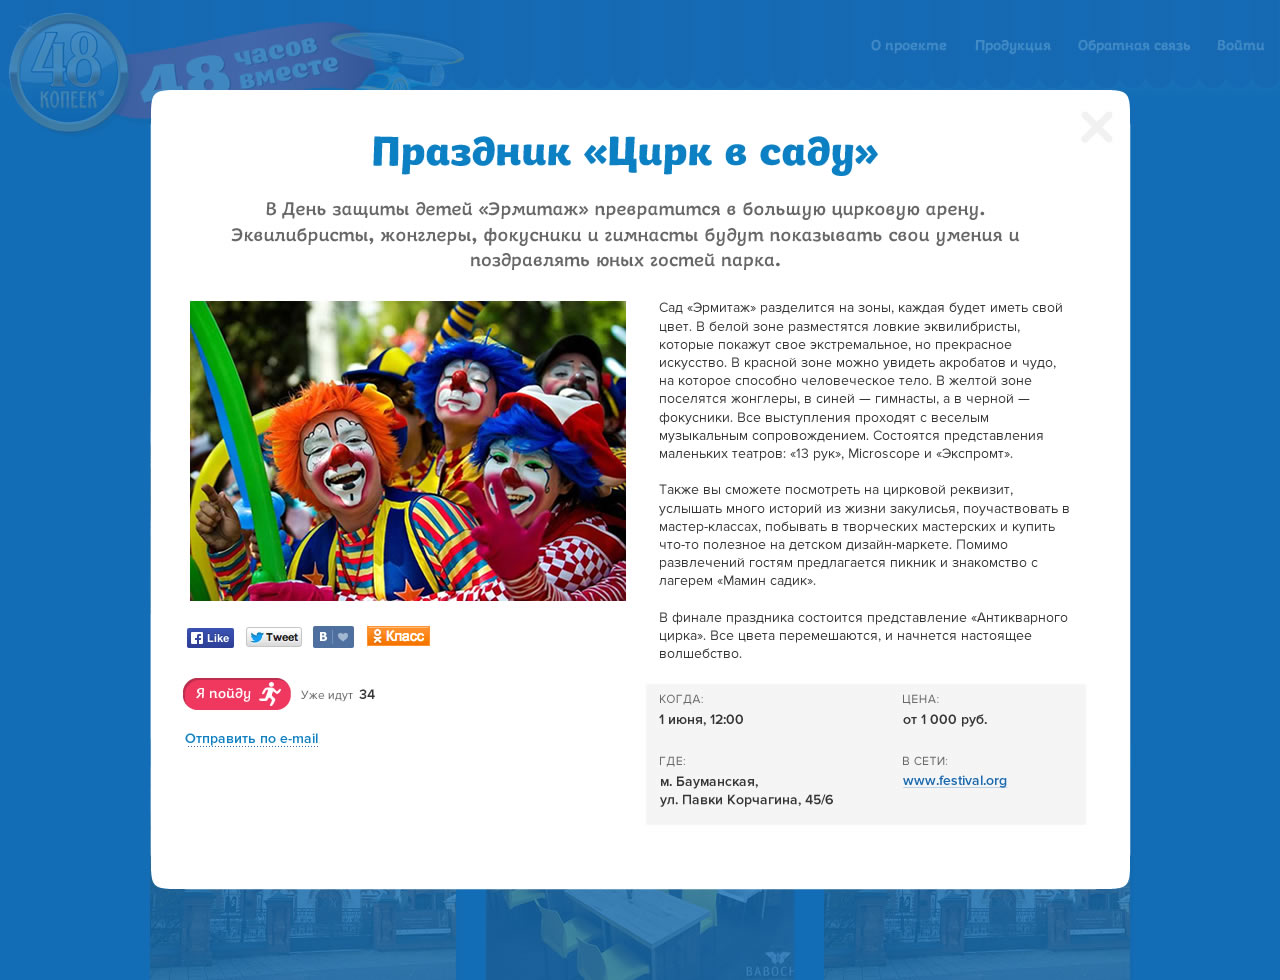 48
КОПЕЕК®
48 часов
вместе
О проекте
Продукция
Обратная связь
Войти
Праздник «Цирк в саду»
В День защиты детей «Эрмитаж» превратится в большую цирковую арену.
Эквилибристы, жонглеры, фокусники и гимнасты будут показывать свои умения и
поздравлять юных гостей парка.
Сад «Эрмитаж» разделится на зоны, каждая будет иметь свой
цвет. В белой зоне разместятся ловкие эквилибристы,
которые покажут свое экстремальное, но прекрасное
искусство. В красной зоне можно увидеть акробатов и чудо,
на которое способно человеческое тело. В желтой зоне
поселятся жонглеры, в синей — гимнасты, а в черной —
фокусники. Все выступления проходят с веселым
музыкальным сопровождением. Состоятся представления
маленьких театров: «13 рук», Microscope и «Экспромт».
Также вы сможете посмотреть на цирковой реквизит,
услышать много историй из жизни закулисья, поучаствовать в
мастер-классах, побывать в творческих мастерских и купить
что-то полезное на детском дизайн-маркете. Помимо
развлечений гостям предлагается пикник и знакомство с
лагерем «Мамин садик».
В финале праздника состоится представление «Антикварного
цирка». Все цвета перемешаются, и начнется настоящее
волшебство.
Like
Tweet
В
Класс
Я пойду
Уже идут 34
Отправить по e-mail
КОГДА:
1 июня, 12:00
ЦЕНА:
от 1 000 руб.
ГДЕ:
м. Бауманская,
ул. Павки Корчагина, 45/6
В СЕТИ:
www.festival.org